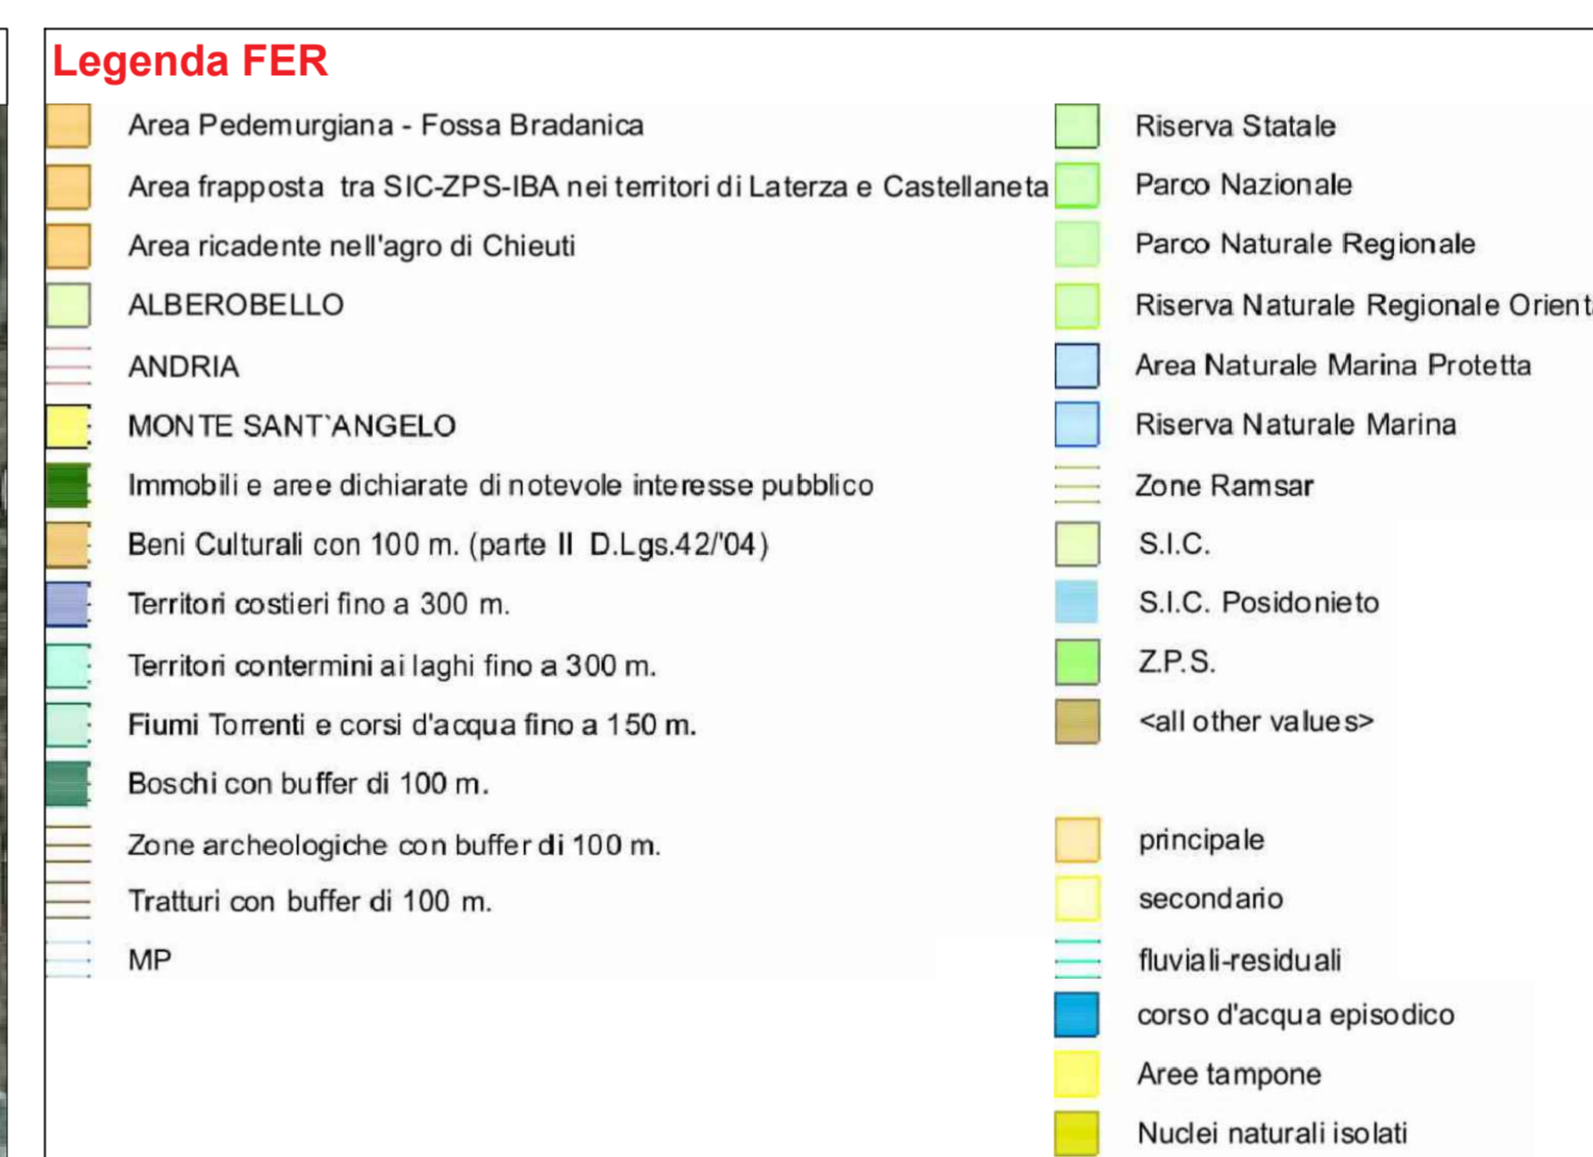 Legenda FER
Area Pedemurgiana - Fossa Bradanica
Area frapposta tra SIC-ZPS-IBA nei territori di Laterza e Castellaneta
Area ricadente nell'agro di Chieuti
ALBEROBELLO
ANDRIA
MONTE SANT`ANGELO
Immobili e aree dichiarate di notevole interesse pubblico
Beni Culturali con 100 m. (parte II D.Lgs.42/'04)
Territori costieri fino a 300 m.
Territori contermini ai laghi fino a 300 m.
Fiumi Torrenti e corsi d'acqua fino a 150 m.
Boschi con buffer di 100 m.
Zone archeologiche con buffer di 100 m.
Tratturi con buffer di 100 m.
MP
Riserva Statale
Parco Nazionale
Parco Naturale Regionale
Riserva Naturale Regionale
Area Naturale Marina Protetta
Riserva Naturale Marina
Zone Ramsar
S.I.C.
S.I.C. Posidonieto
Z.P.S.
<all other values>
principale
secondario
fluviali-residuali
corso d'acqua episodico
Aree tampone
Nuclei naturali isolati